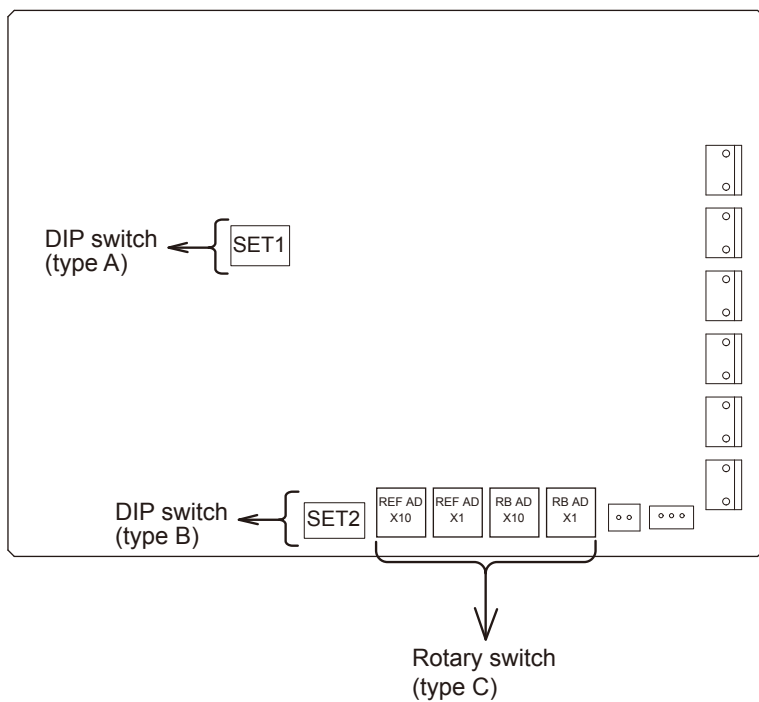 DIP switch
(type A)
SET1
DIP switch
(type B)
SET2
REF AD
X10
REF AD
X1
RB AD
X10
RB AD
X1
Rotary switch
(type C)